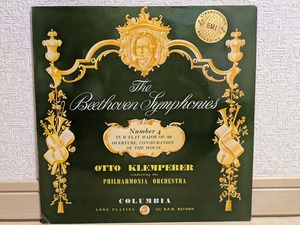 EMI
The
Beethoven Symphonies
Number 4
IN B FLAT MAJOR OP. 60
OVERTURE: CONSECRATION
OF THE HOUSE
OTTO KLEMPERER
conducting the
PHILHARMONIA ORCHESTRA
COLUMBIA
LONG PLAYING 33⅓ R.P.M. RECORD